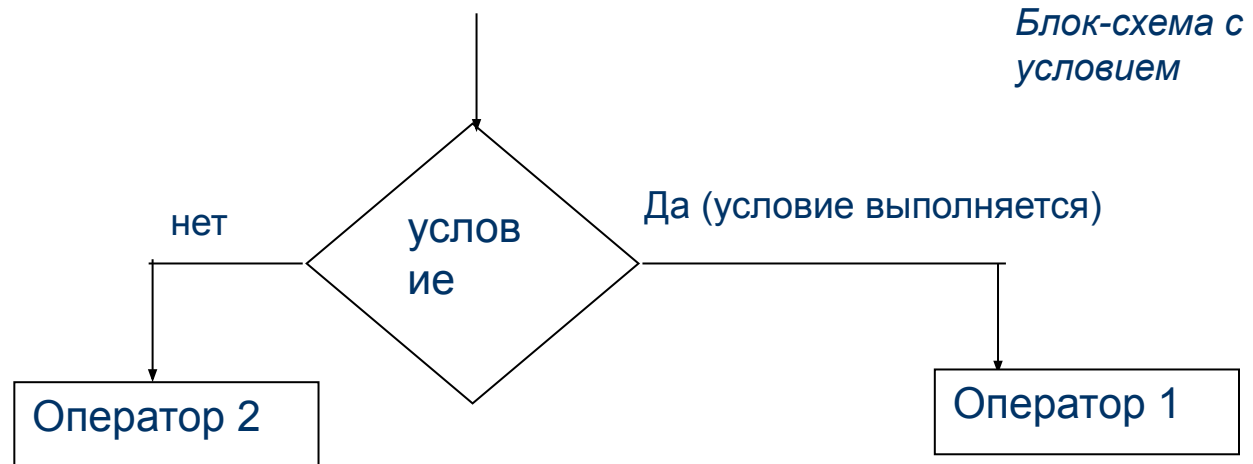 Блок-схема с
условием
нет
услов
ие
Да (условие выполняется)
Оператор 2
Оператор 1